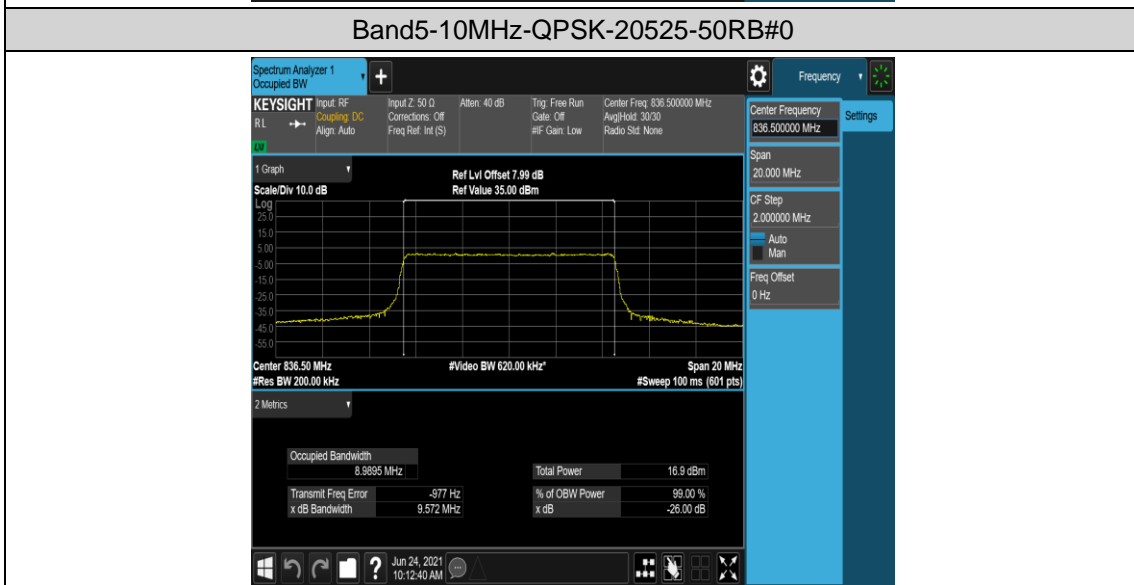 Band5-10MHz-QPSK-20525-50RB#0
Spectrum Analyzer 1
Occupied BW
+
Frequency
KEYSIGHT
RL
Input: RF
Coupling: DC
Align: Auto
Input Z: 50 Ω
Corrections: Off
Freq Ref: Int (S)
Atten: 40 dB
Trig: Free Run
Gate: Off
#IF Gain: Low
Center Freq: 836.500000 MHz
Avg|Hold: 30/30
Radio Std: None
Center Frequency
836.500000 MHz
Settings
Span
20.000 MHz
CF Step
2.000000 MHz
Auto
Man
Freq Offset
0 Hz
1 Graph
Scale/Div 10.0 dB
Ref Lvl Offset 7.99 dB
Ref Value 35.00 dBm
Log
25.0
15.0
5.00
-5.00
-15.0
-25.0
-35.0
-45.0
-55.0
Center 836.50 MHz
#Video BW 620.00 kHz*
Span 20 MHz
#Res BW 200.00 kHz
#Sweep 100 ms (601 pts)
2 Metrics
Occupied Bandwidth
8.9895 MHz
Total Power 16.9 dBm
Transmit Freq Error -977 Hz
% of OBW Power 99.00 %
x dB Bandwidth 9.572 MHz
x dB -26.00 dB
?
Jun 24, 2021
10:12:40 AM